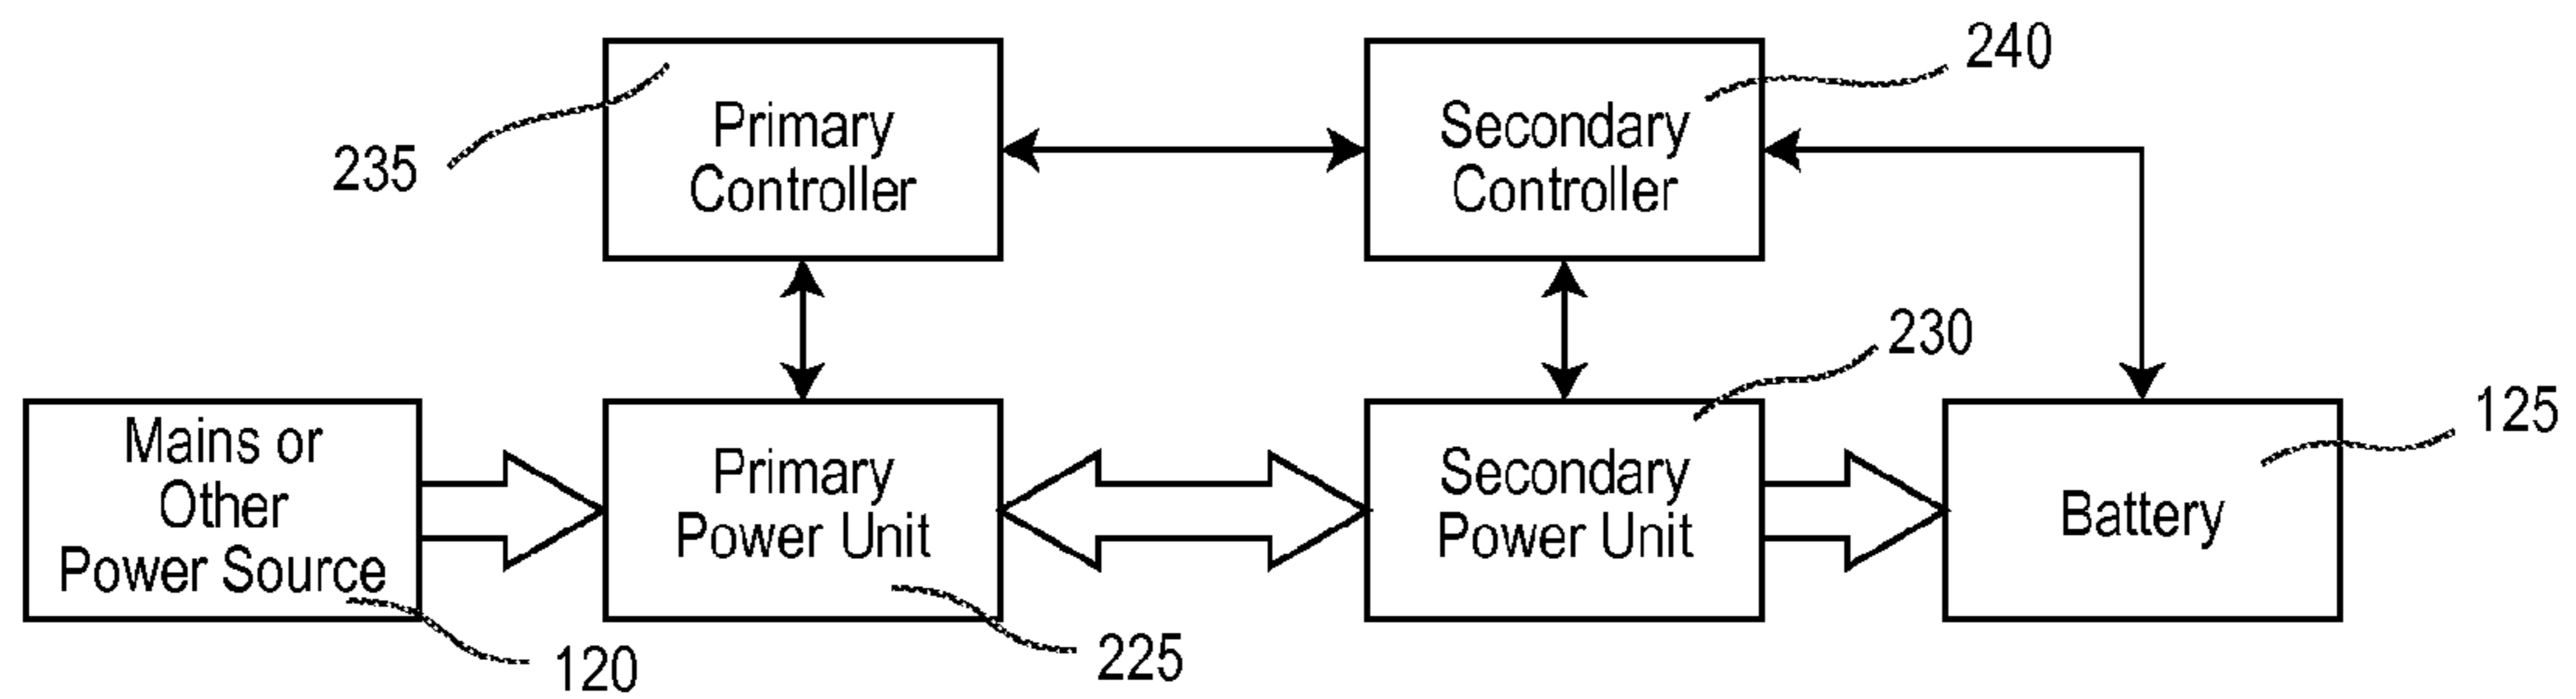 240
Primary
Controller
Secondary
Controller
235
230
125
Mains or
Other
Power Source
Primary
Power Unit
Secondary
Power Unit
Battery
120
225